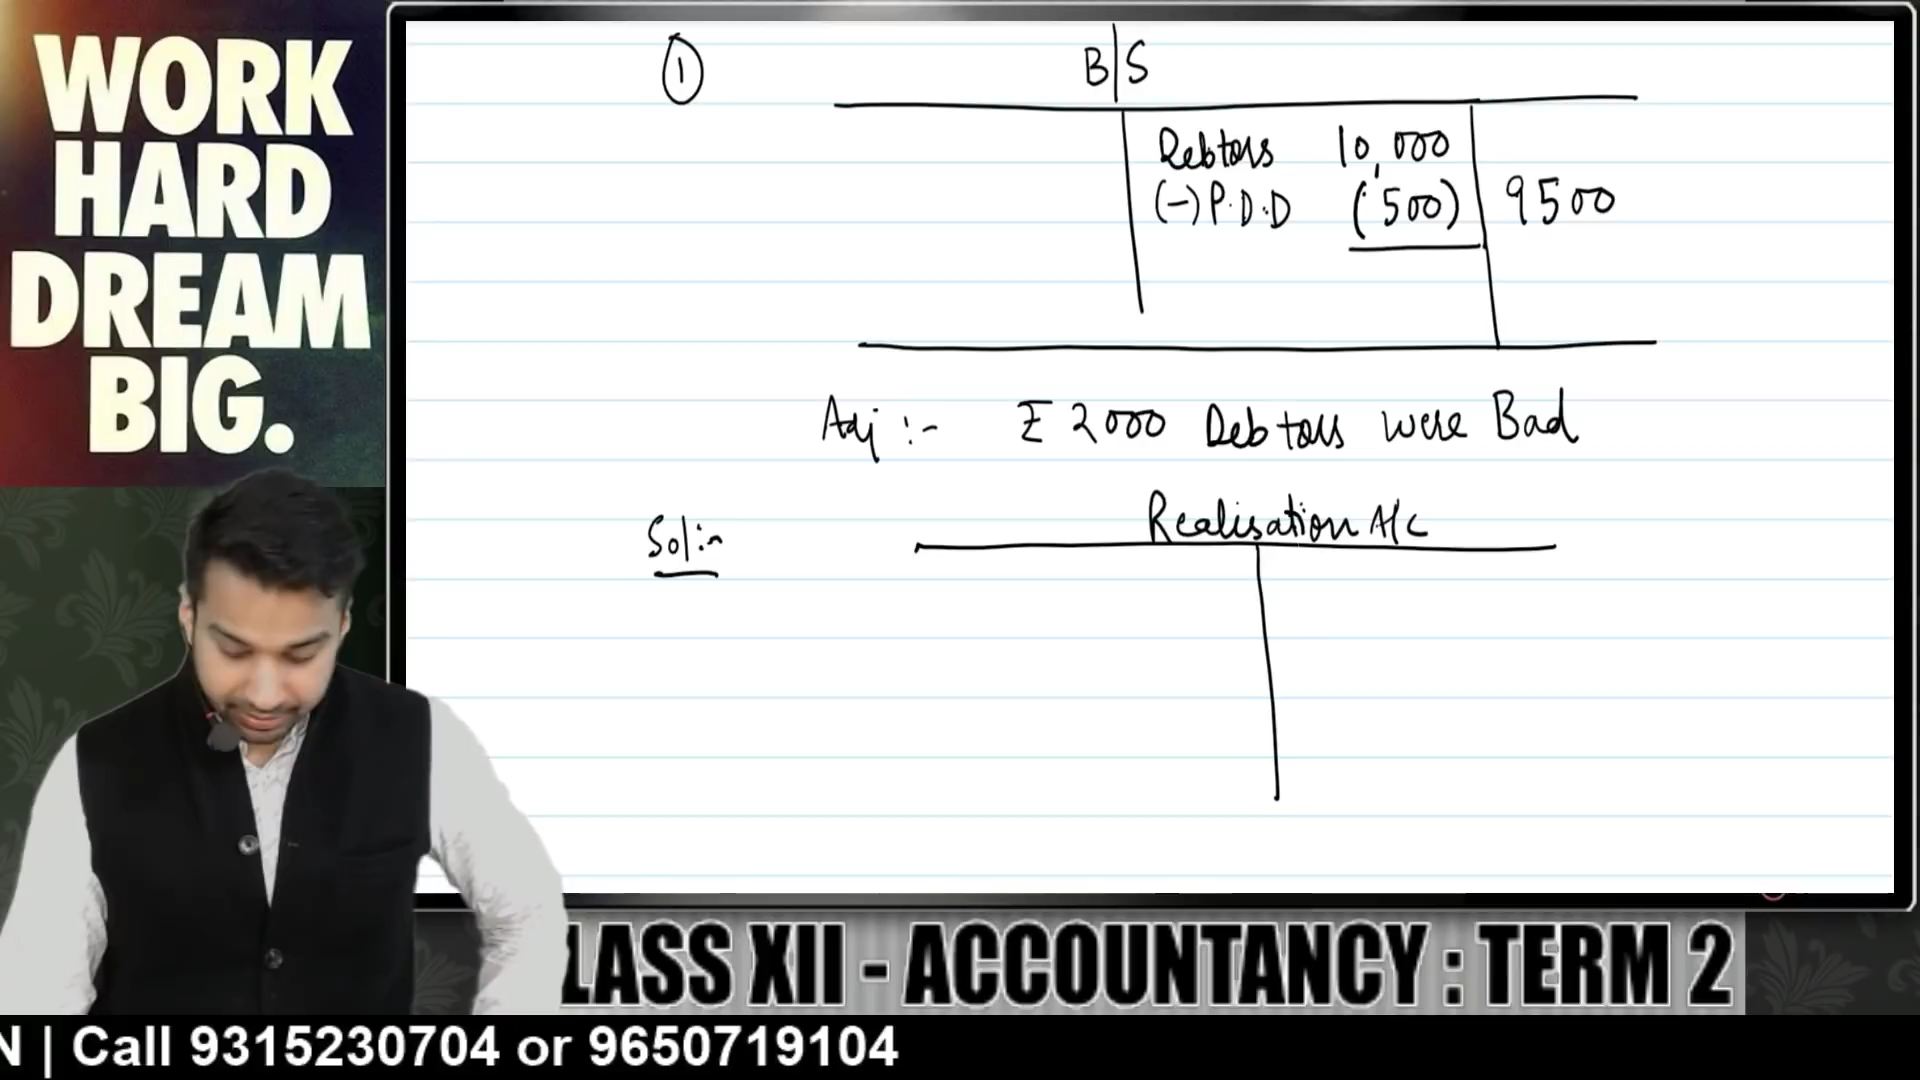 WORK
HARD
DREAM
BIG.
1
B/S
Debtors 10,000
(-) P.D.D (500) 9500
Adj :- ₹ 2000 Debtors were Bad
Sol:-
Realisation A/c
LASS XII - ACCOUNTANCY : TERM 2
N | Call 9315230704 or 9650719104